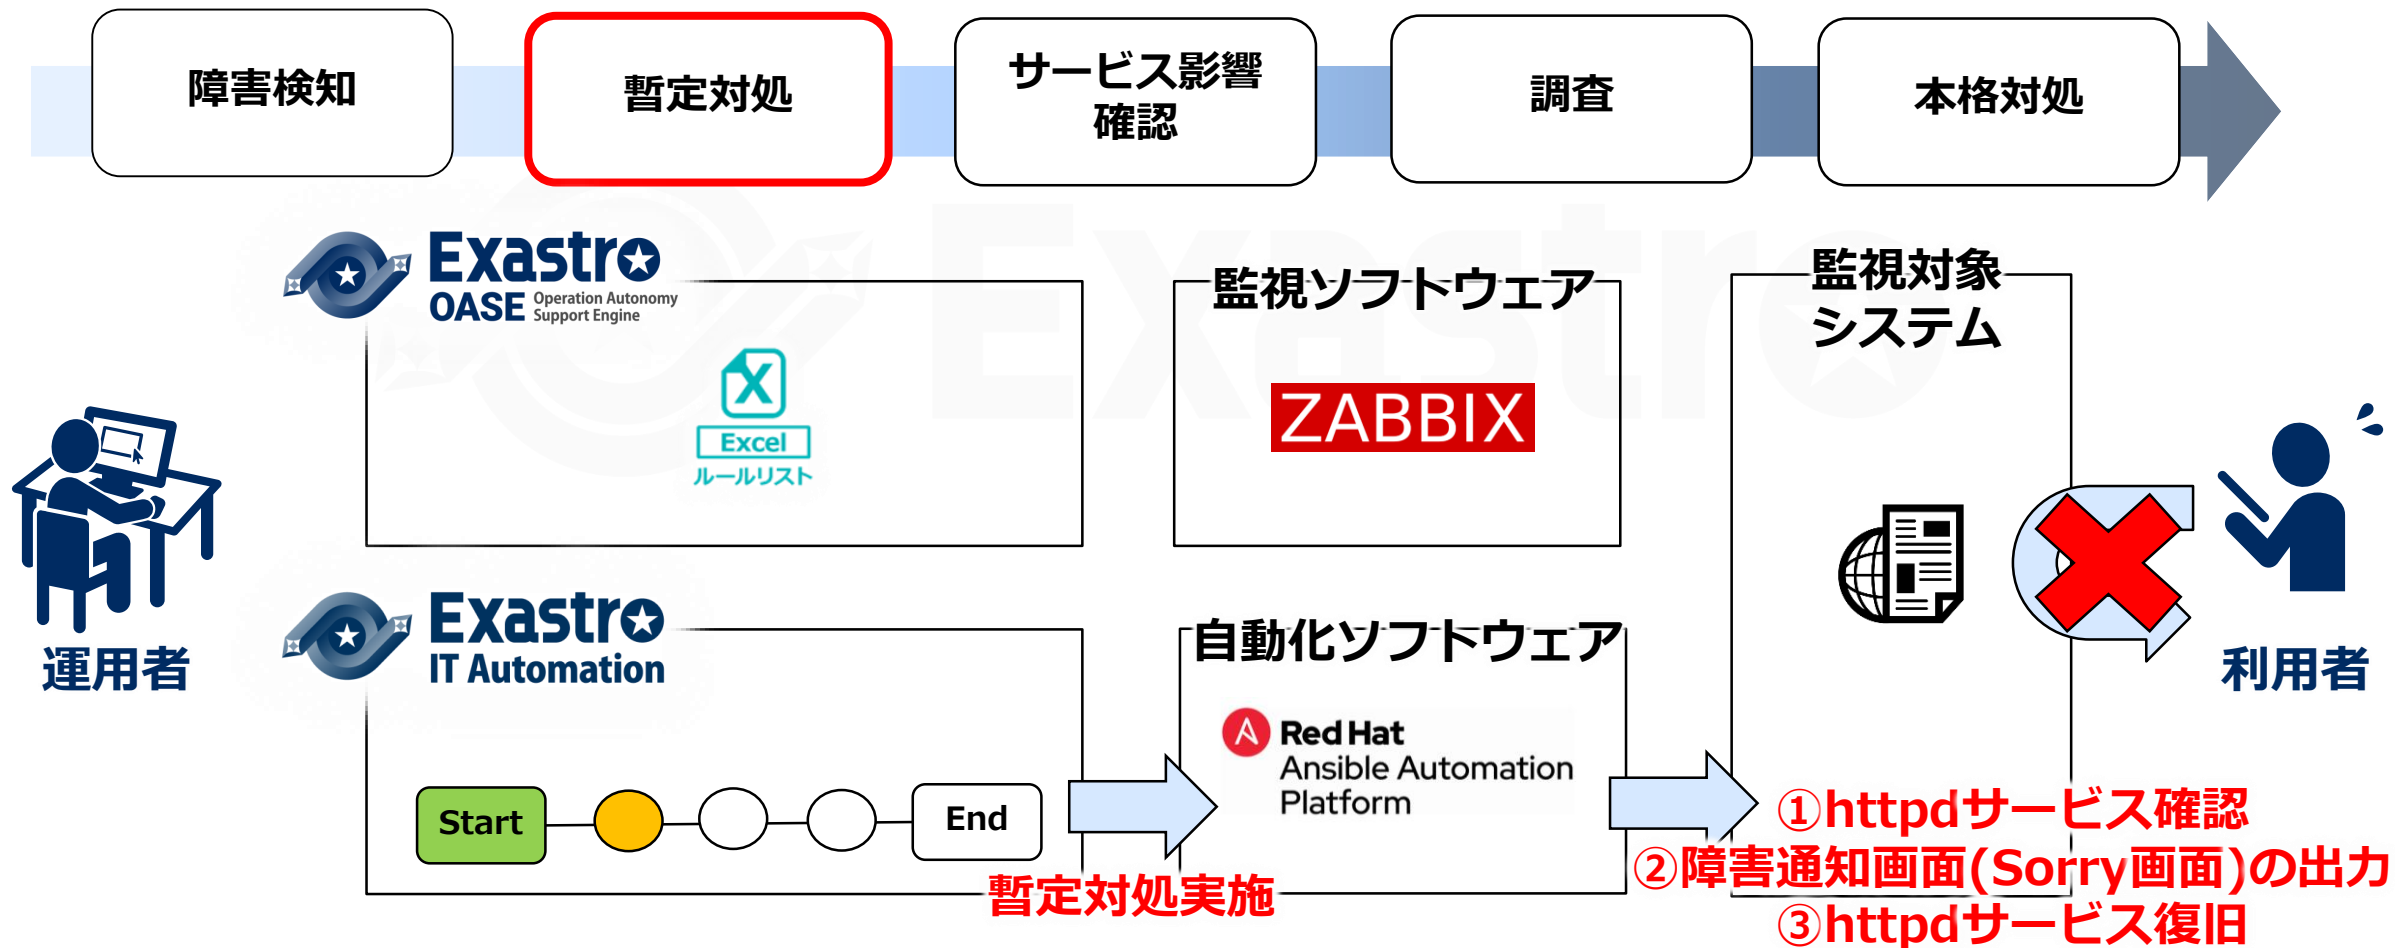 障害検知
暫定対処
サービス影響
確認
調査
本格対処
Exastro
OASE Operation Autonomy
Support Engine
監視ソフトウェア
監視対象
システム
X
Excel
ルールリスト
ZABBIX
運用者
利用者
Exastro
IT Automation
自動化ソフトウェア
Red Hat
Ansible Automation
Platform
Start
End
暫定対処実施
①httpdサービス確認
②障害通知画面(Sorry画面)の出力
③httpdサービス復旧
Exastro